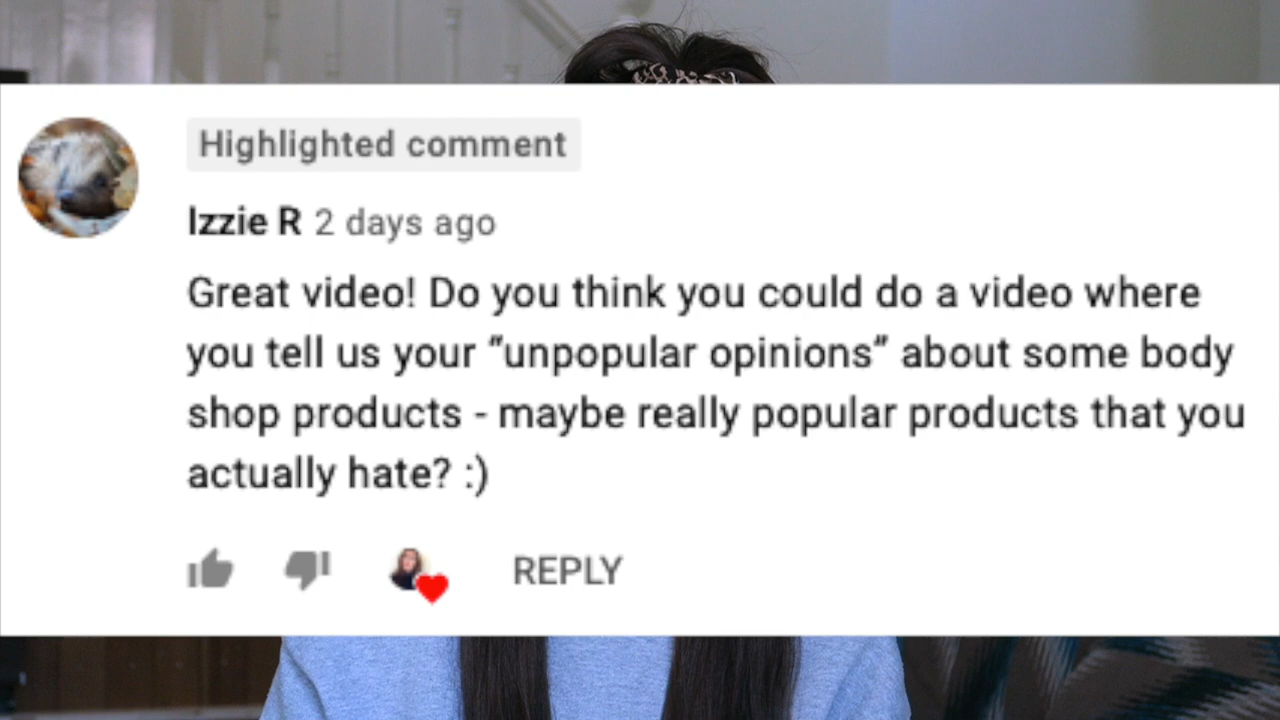 Highlighted comment
Izzie R 2 days ago
Great video! Do you think you could do a video where
you tell us your “unpopular opinions” about some body
shop products - maybe really popular products that you
actually hate? :)
REPLY